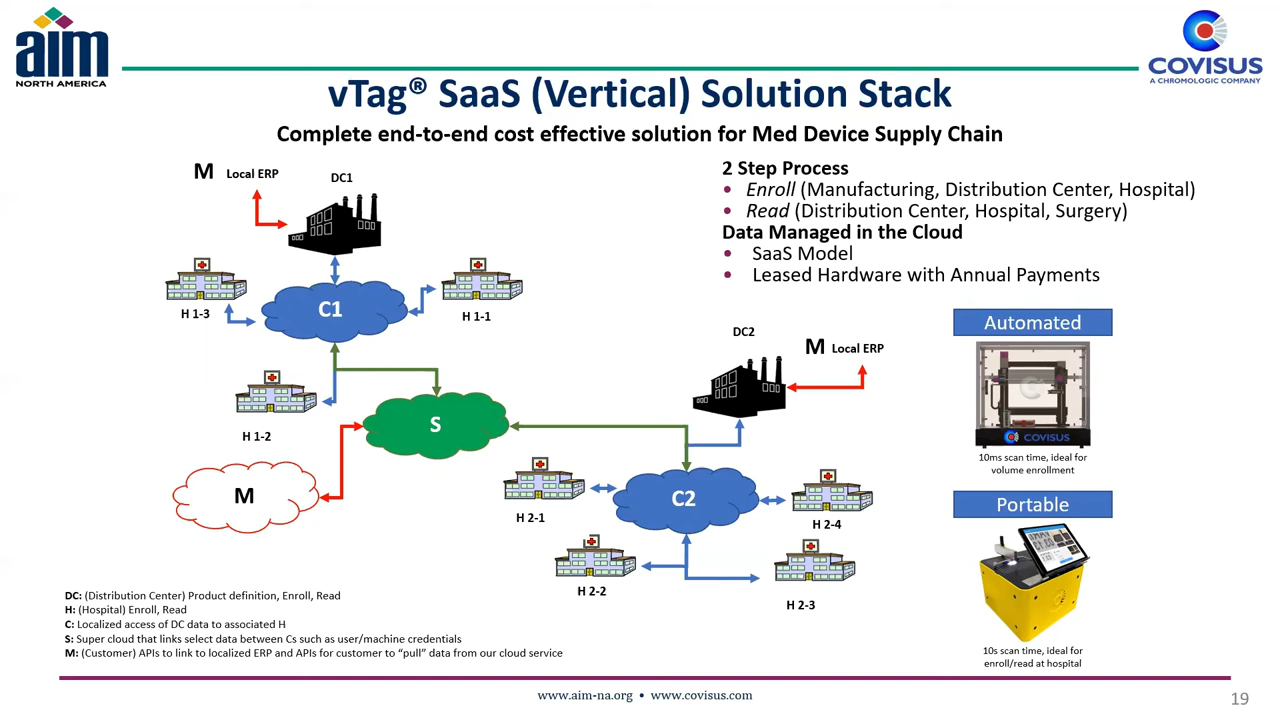 aim
NORTH AMERICA
COVISUS
A CHROMOLOGIC COMPANY
vTag® SaaS (Vertical) Solution Stack
Complete end-to-end cost effective solution for Med Device Supply Chain
M Local ERP
DC1
H 1-3
C1
H 1-1
H 1-2
S
M
2 Step Process
• Enroll (Manufacturing, Distribution Center, Hospital)
• Read (Distribution Center, Hospital, Surgery)
Data Managed in the Cloud
• SaaS Model
• Leased Hardware with Annual Payments
DC2
M Local ERP
H 2-1
C2
H 2-4
H 2-2
H 2-3
Automated
COVISUS
10ms scan time, ideal for
volume enrollment
Portable
10s scan time, ideal for
enroll/read at hospital
DC: (Distribution Center) Product definition, Enroll, Read
H: (Hospital) Enroll, Read
C: Localized access of DC data to associated H
S: Super cloud that links select data between Cs such as user/machine credentials
M: (Customer) APIs to link to localized ERP and APIs for customer to “pull” data from our cloud service
www.aim-na.org • www.covisus.com
19